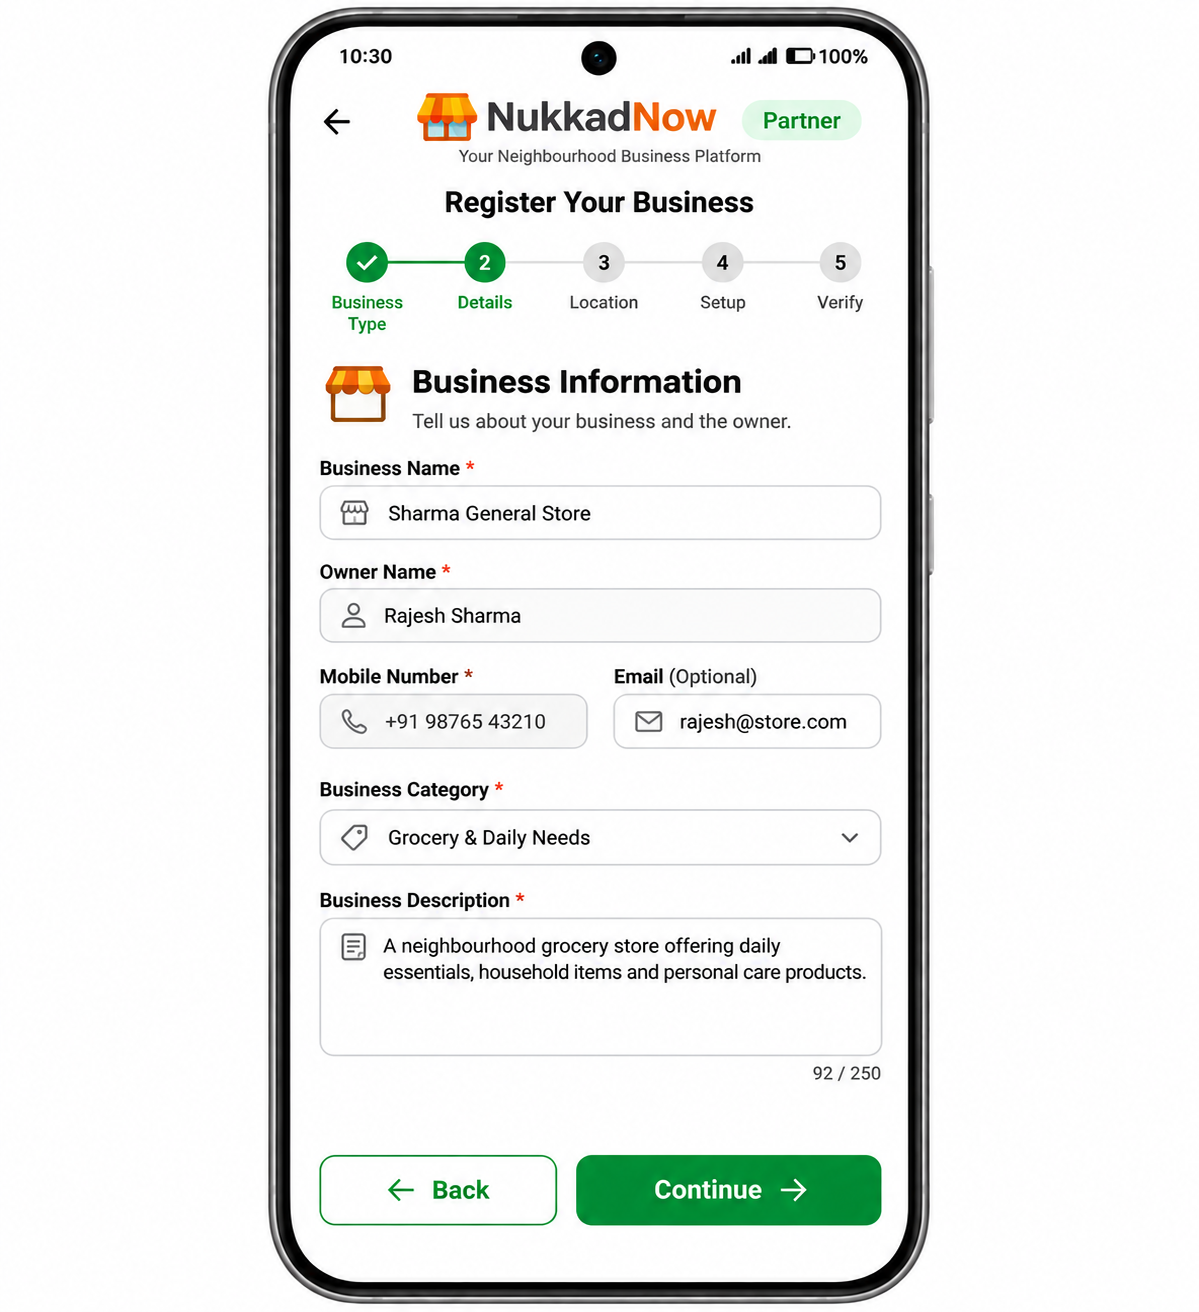 10:30
100%
NukkadNow
Partner
Your Neighbourhood Business Platform
Register Your Business
2
3
4
5
Business
Type
Details
Location
Setup
Verify
Business Information
Tell us about your business and the owner.
Business Name *
Sharma General Store
Owner Name *
Rajesh Sharma
Mobile Number *
Email (Optional)
+91 98765 43210
rajesh@store.com
Business Category *
Grocery & Daily Needs
Business Description *
A neighbourhood grocery store offering daily
essentials, household items and personal care products.
92 / 250
Back
Continue